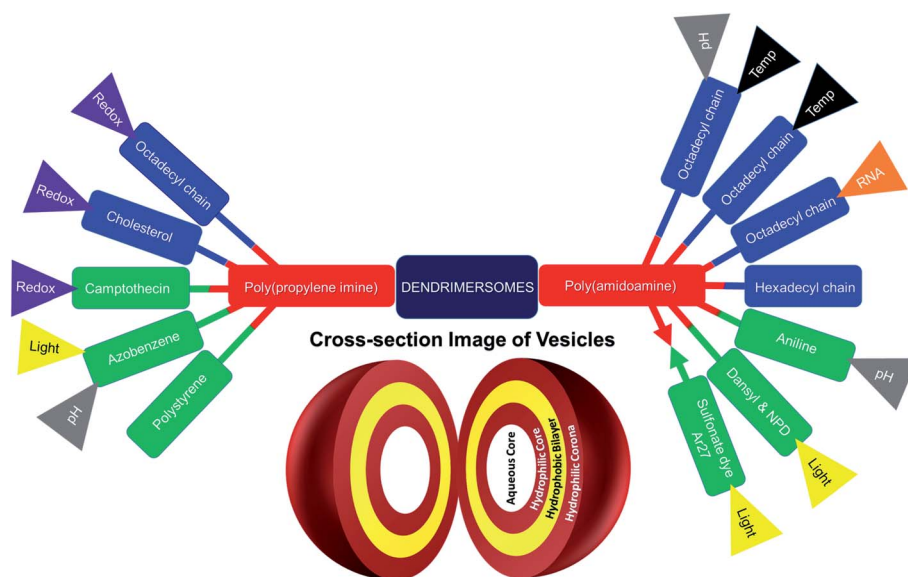 Redox
Octadecyl chain
Redox
Cholesterol
Redox
Camptothecin
Light
pH
Azobenzene
Polystyrene
Poly(propylene imine)
DENDRIMERSOMES
Poly(amidoamine)
pH
Temp
Octadecyl chain
Temp
Octadecyl chain
RNA
Octadecyl chain
Hexadecyl chain
Aniline
pH
Dansyl & NPD
Light
Sulfonate dye
Ar27
Light
Cross-section Image of Vesicles
Aqueous Core
Hydrophilic Core
Hydrophobic Bilayer
Hydrophilic Corona